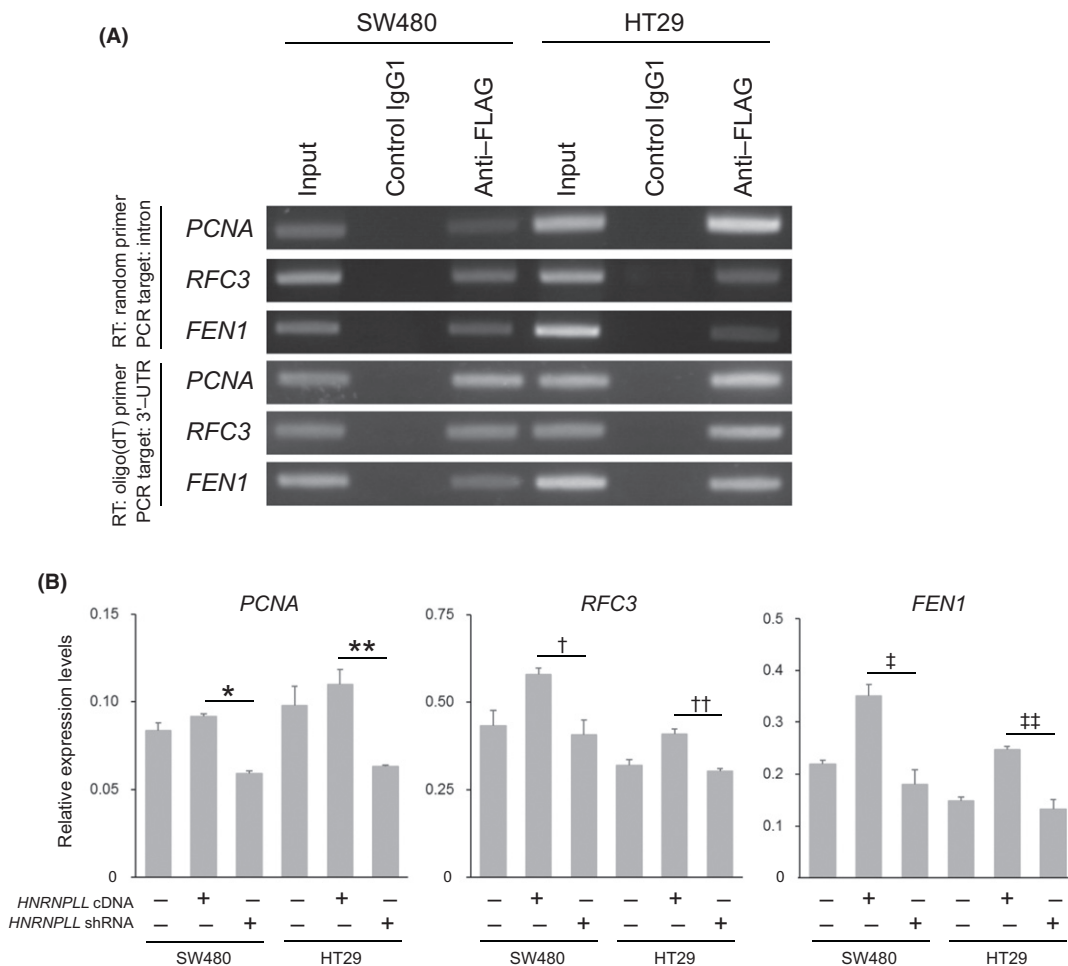 (A)
SW480 HT29
Input Control IgG1 Anti–FLAG Input Control IgG1 Anti–FLAG
RT: random primer
PCR target: intron
PCNA
RFC3
FEN1
RT: oligo(dT) primer
PCR target: 3'–UTR
PCNA
RFC3
FEN1
(B)
Relative expression levels
PCNA
0.15
0.10
0.05
0
* **
RFC3
0.75
0.50
0.25
0
† ††
FEN1
0.5
0.4
0.3
0.2
0.1
0
‡ ‡‡
HNRNPLL cDNA – + – – + – – + – – + – – + – – + –
HNRNPLL shRNA – – + – – + – – + – – + – – + – – +
SW480 HT29 SW480 HT29 SW480 HT29